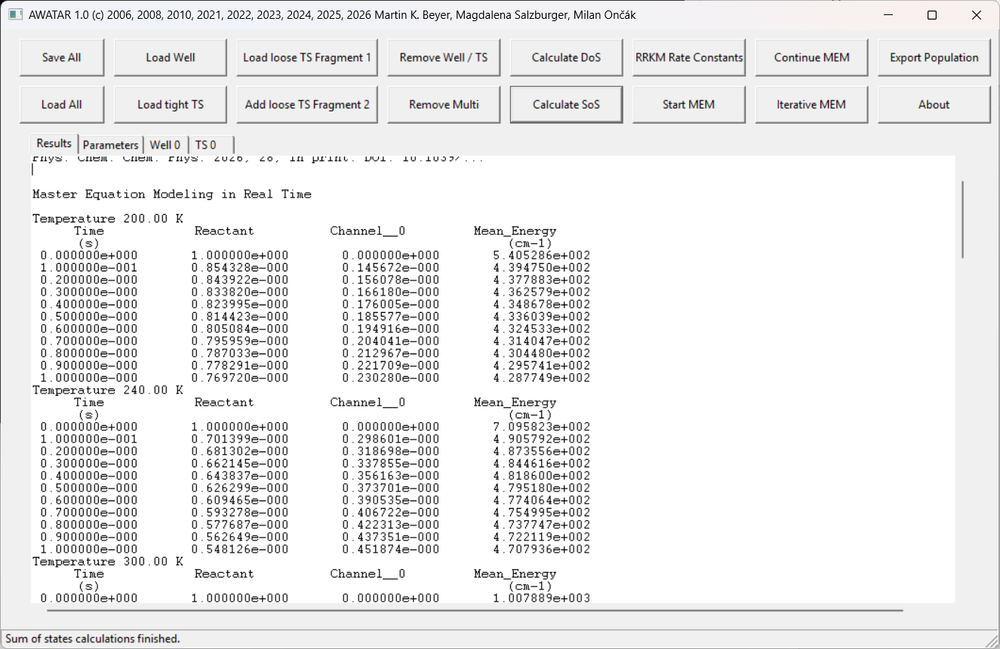 AWATAR 1.0 (c) 2006, 2008, 2010, 2021, 2022, 2023, 2024, 2025, 2026 Martin K. Beyer, Magdalena Salzburger, Milan Ončák
Save All Load Well Load loose TS Fragment 1 Remove Well / TS Calculate DoS RRKM Rate Constants Continue MEM Export Population
Load All Load tight TS Add loose TS Fragment 2 Remove Multi Calculate SoS Start MEM Iterative MEM About
Results Parameters Well 0 TS 0
Phys. Chem. Chem. Phys. 2026, 28, in print. DOI: 10.1039/...
Master Equation Modeling in Real Time
Temperature 200.00 K
Time Reactant Channel__0 Mean_Energy
(s) (cm-1)
0.000000e+000 1.000000e+000 0.000000e+000 5.405286e+002
1.000000e-001 0.854328e-000 0.145672e-000 4.394750e+002
0.200000e-000 0.843922e-000 0.156078e-000 4.377883e+002
0.300000e-000 0.833820e-000 0.166180e-000 4.362579e+002
0.400000e-000 0.823995e-000 0.176005e-000 4.348678e+002
0.500000e-000 0.814423e-000 0.185577e-000 4.336039e+002
0.600000e-000 0.805084e-000 0.194916e-000 4.324533e+002
0.700000e-000 0.795959e-000 0.204041e-000 4.314047e+002
0.800000e-000 0.787033e-000 0.212967e-000 4.304480e+002
0.900000e-000 0.778291e-000 0.221709e-000 4.295741e+002
1.000000e-000 0.769720e-000 0.230280e-000 4.287749e+002
Temperature 240.00 K
Time Reactant Channel__0 Mean_Energy
(s) (cm-1)
0.000000e+000 1.000000e+000 0.000000e+000 7.095823e+002
1.000000e-001 0.701399e-000 0.298601e-000 4.905792e+002
0.200000e-000 0.681302e-000 0.318698e-000 4.873556e+002
0.300000e-000 0.662145e-000 0.337855e-000 4.844616e+002
0.400000e-000 0.643837e-000 0.356163e-000 4.818600e+002
0.500000e-000 0.626299e-000 0.373701e-000 4.795180e+002
0.600000e-000 0.609465e-000 0.390535e-000 4.774064e+002
0.700000e-000 0.593278e-000 0.406722e-000 4.754995e+002
0.800000e-000 0.577687e-000 0.422313e-000 4.737747e+002
0.900000e-000 0.562649e-000 0.437351e-000 4.722119e+002
1.000000e-000 0.548126e-000 0.451874e-000 4.707936e+002
Temperature 300.00 K
Time Reactant Channel__0 Mean_Energy
(s) (cm-1)
0.000000e+000 1.000000e+000 0.000000e+000 1.007889e+003
Sum of states calculations finished.